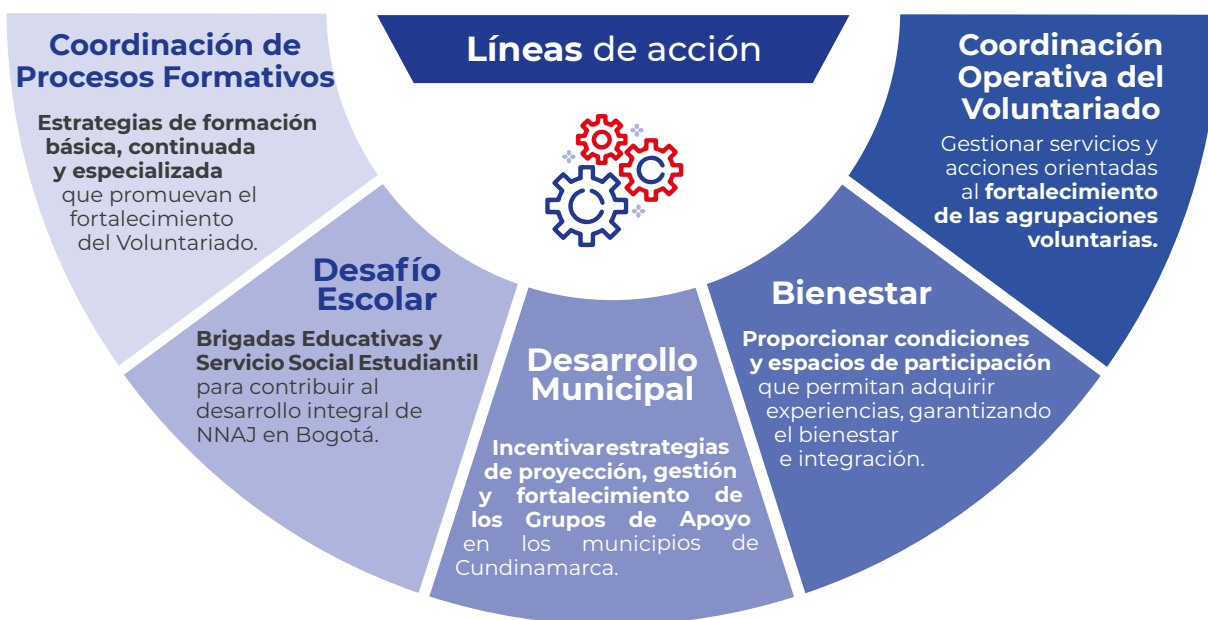 Líneas de acción
Coordinación de
Procesos Formativos
Estrategias de formación
básica, continuada
y especializada
que promuevan el
fortalecimiento
del Voluntariado.
Desafío
Escolar
Brigadas Educativas y
Servicio Social Estudiantil
para contribuir al
desarrollo integral de
NNAJ en Bogotá.
Desarrollo
Municipal
Incentivar estrategias
de proyección, gestión
y fortalecimiento de
los Grupos de Apoyo
en los municipios de
Cundinamarca.
Bienestar
Proporcionar condiciones
y espacios de participación
que permitan adquirir
experiencias, garantizando
el bienestar
e integración.
Coordinación
Operativa del
Voluntariado
Gestionar servicios y
acciones orientadas
al fortalecimiento
de las agrupaciones
voluntarias.